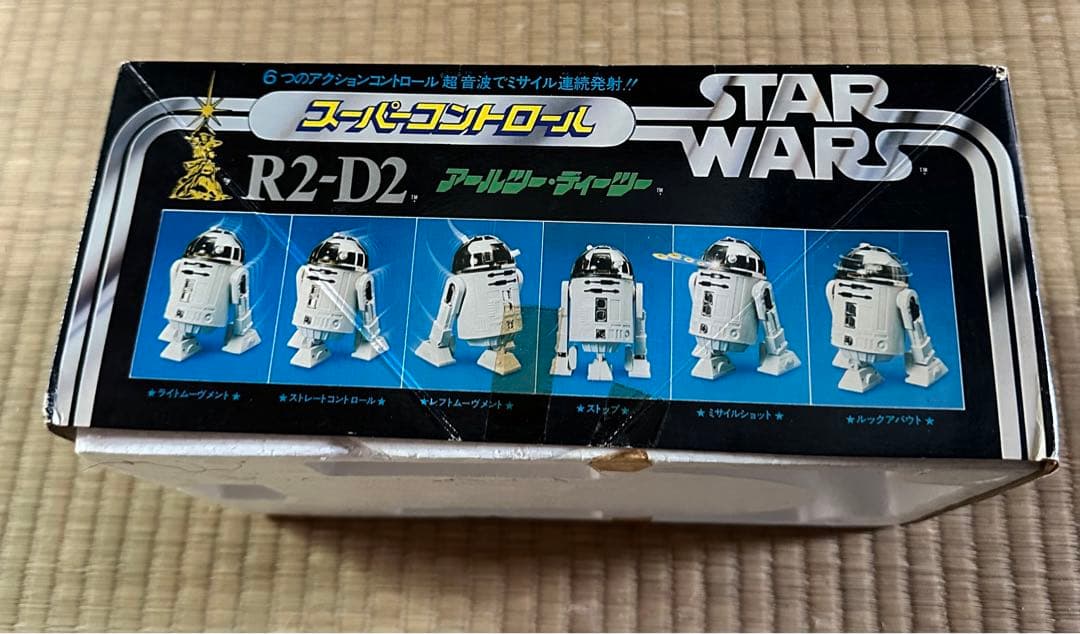 6つのアクションコントロール 超音波でミサイル連続発射!!
スーパーコントロール
STAR WARS™
R2-D2™ アールツー・ディーツー™
★ライトムーヴメント★
★ストレートコントロール★
★レフトムーヴメント★
★ストップ★
★ミサイルショット★
★ルックアバウト★